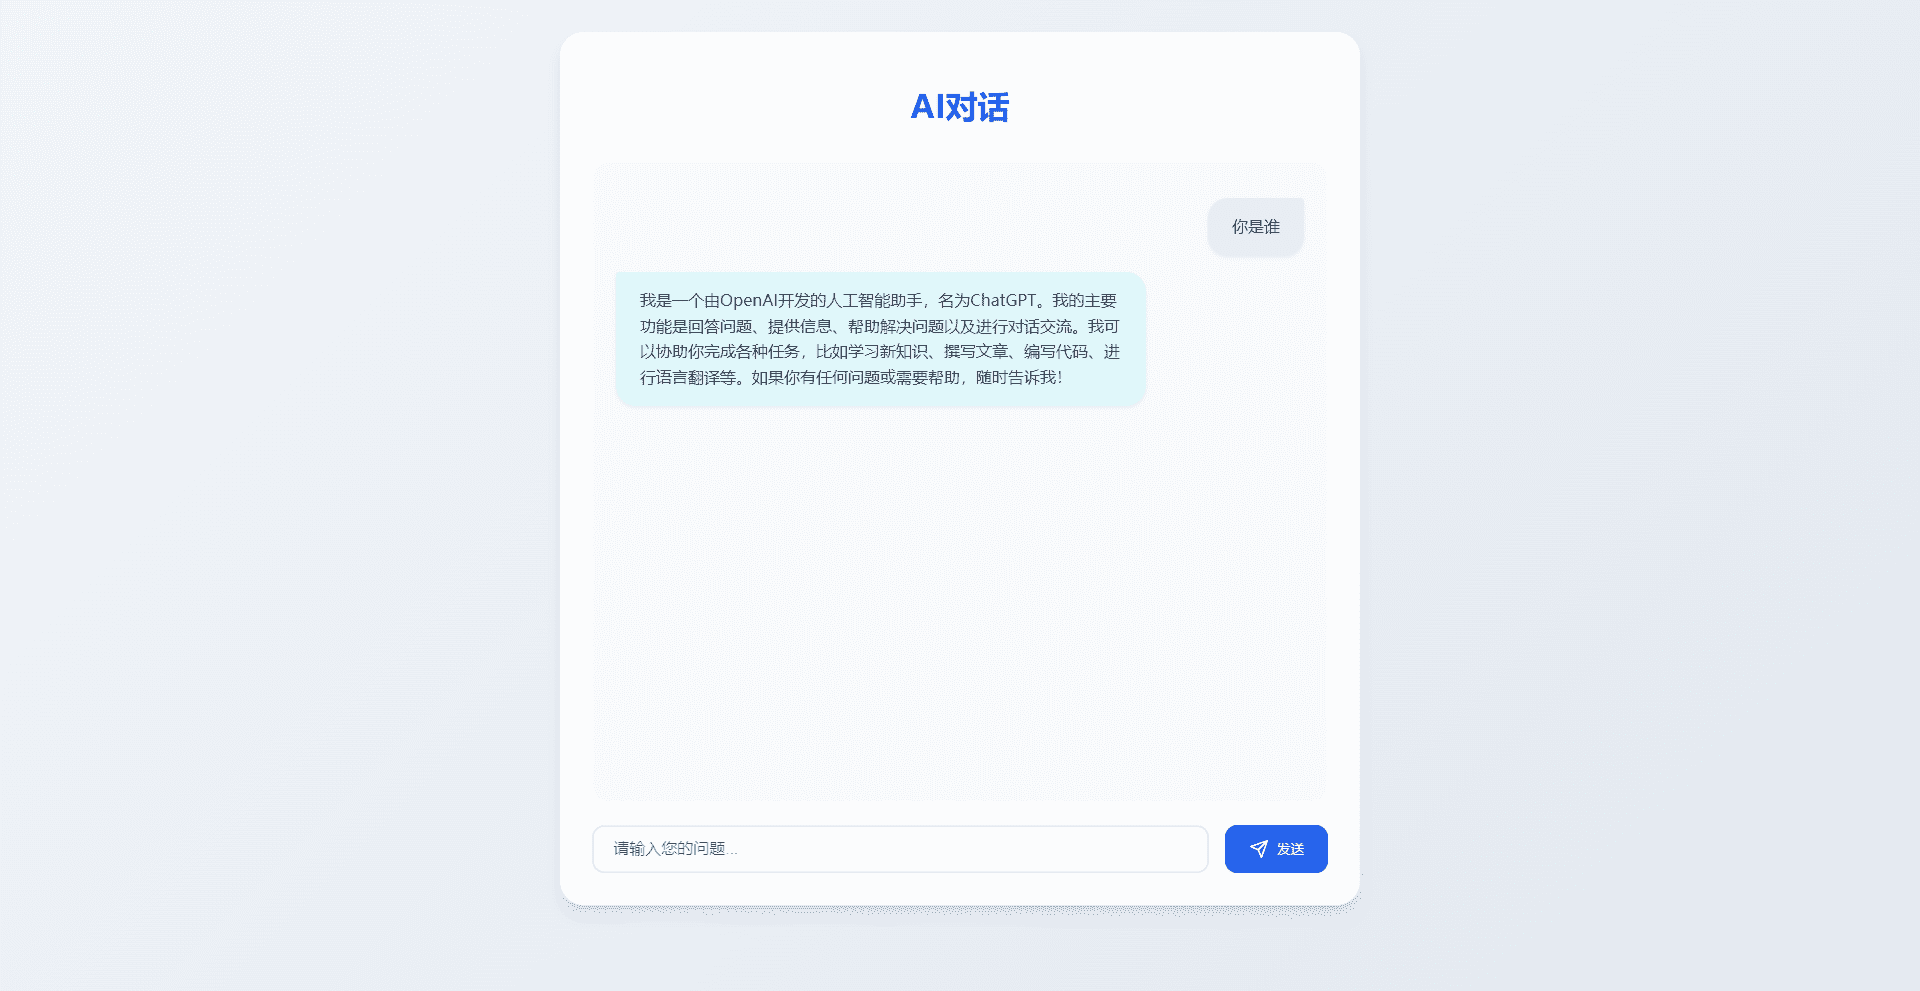 AI对话
你是谁
我是一个由OpenAI开发的人工智能助手，名为ChatGPT。我的主要
功能是回答问题、提供信息、帮助解决问题以及进行对话交流。我可
以协助你完成各种任务，比如学习新知识、撰写文章、编写代码、进
行语言翻译等。如果你有任何问题或需要帮助，随时告诉我！
请输入您的问题...
发送